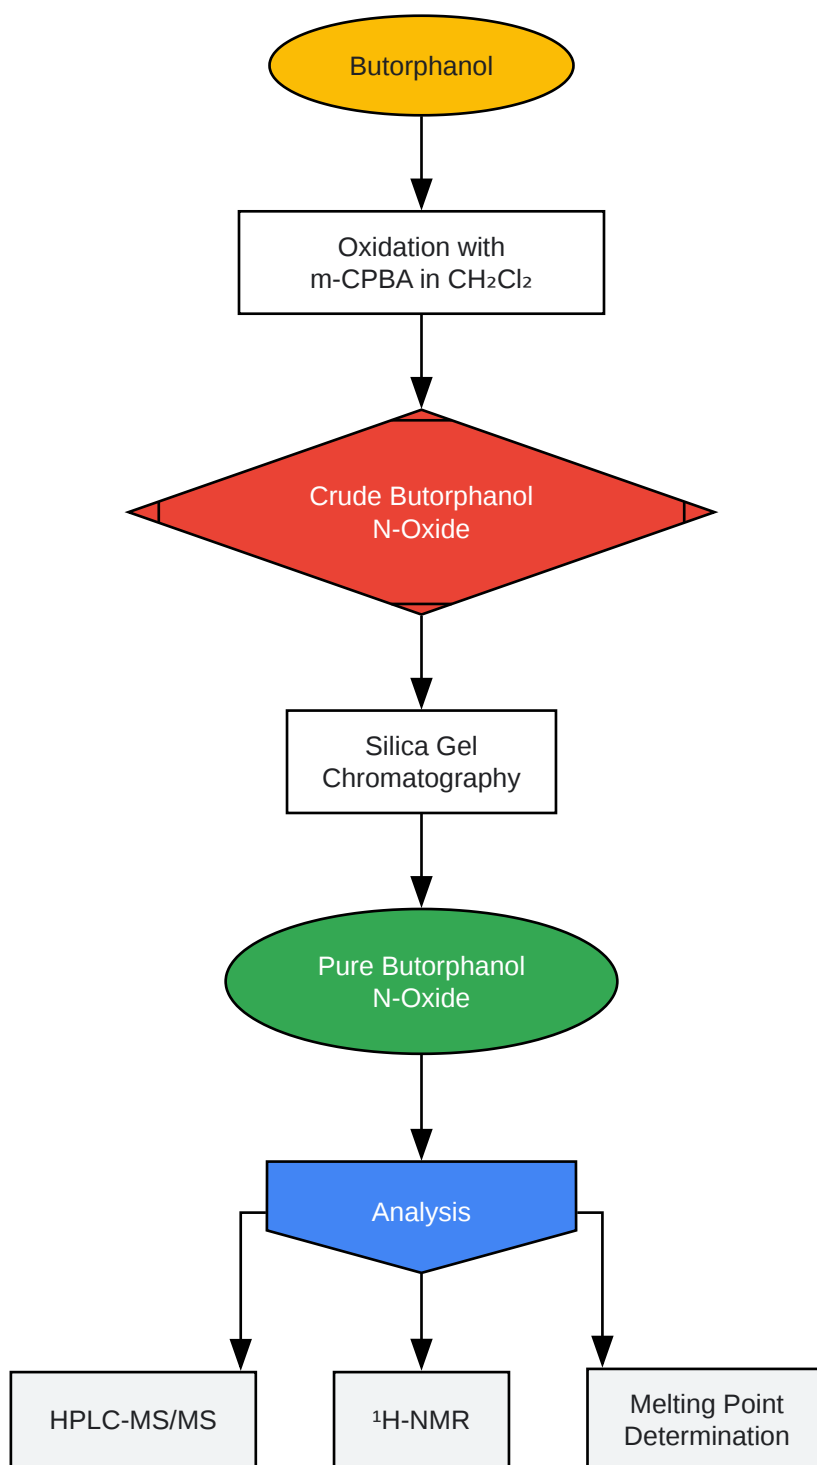 Butorphanol
Oxidation with
m-CPBA in CH₂Cl₂
Crude Butorphanol
N-Oxide
Silica Gel
Chromatography
Pure Butorphanol
N-Oxide
Analysis
HPLC-MS/MS
¹H-NMR
Melting Point
Determination